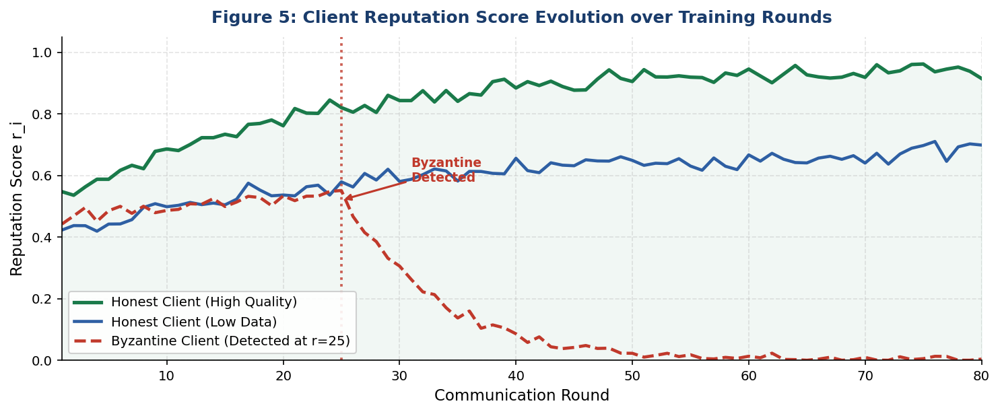 Figure 5: Client Reputation Score Evolution over Training Rounds
Reputation Score r_i
1.0
0.8
0.6
0.4
0.2
0.0
Byzantine
Detected
Honest Client (High Quality)
Honest Client (Low Data)
Byzantine Client (Detected at r=25)
10 20 30 40 50 60 70 80
Communication Round